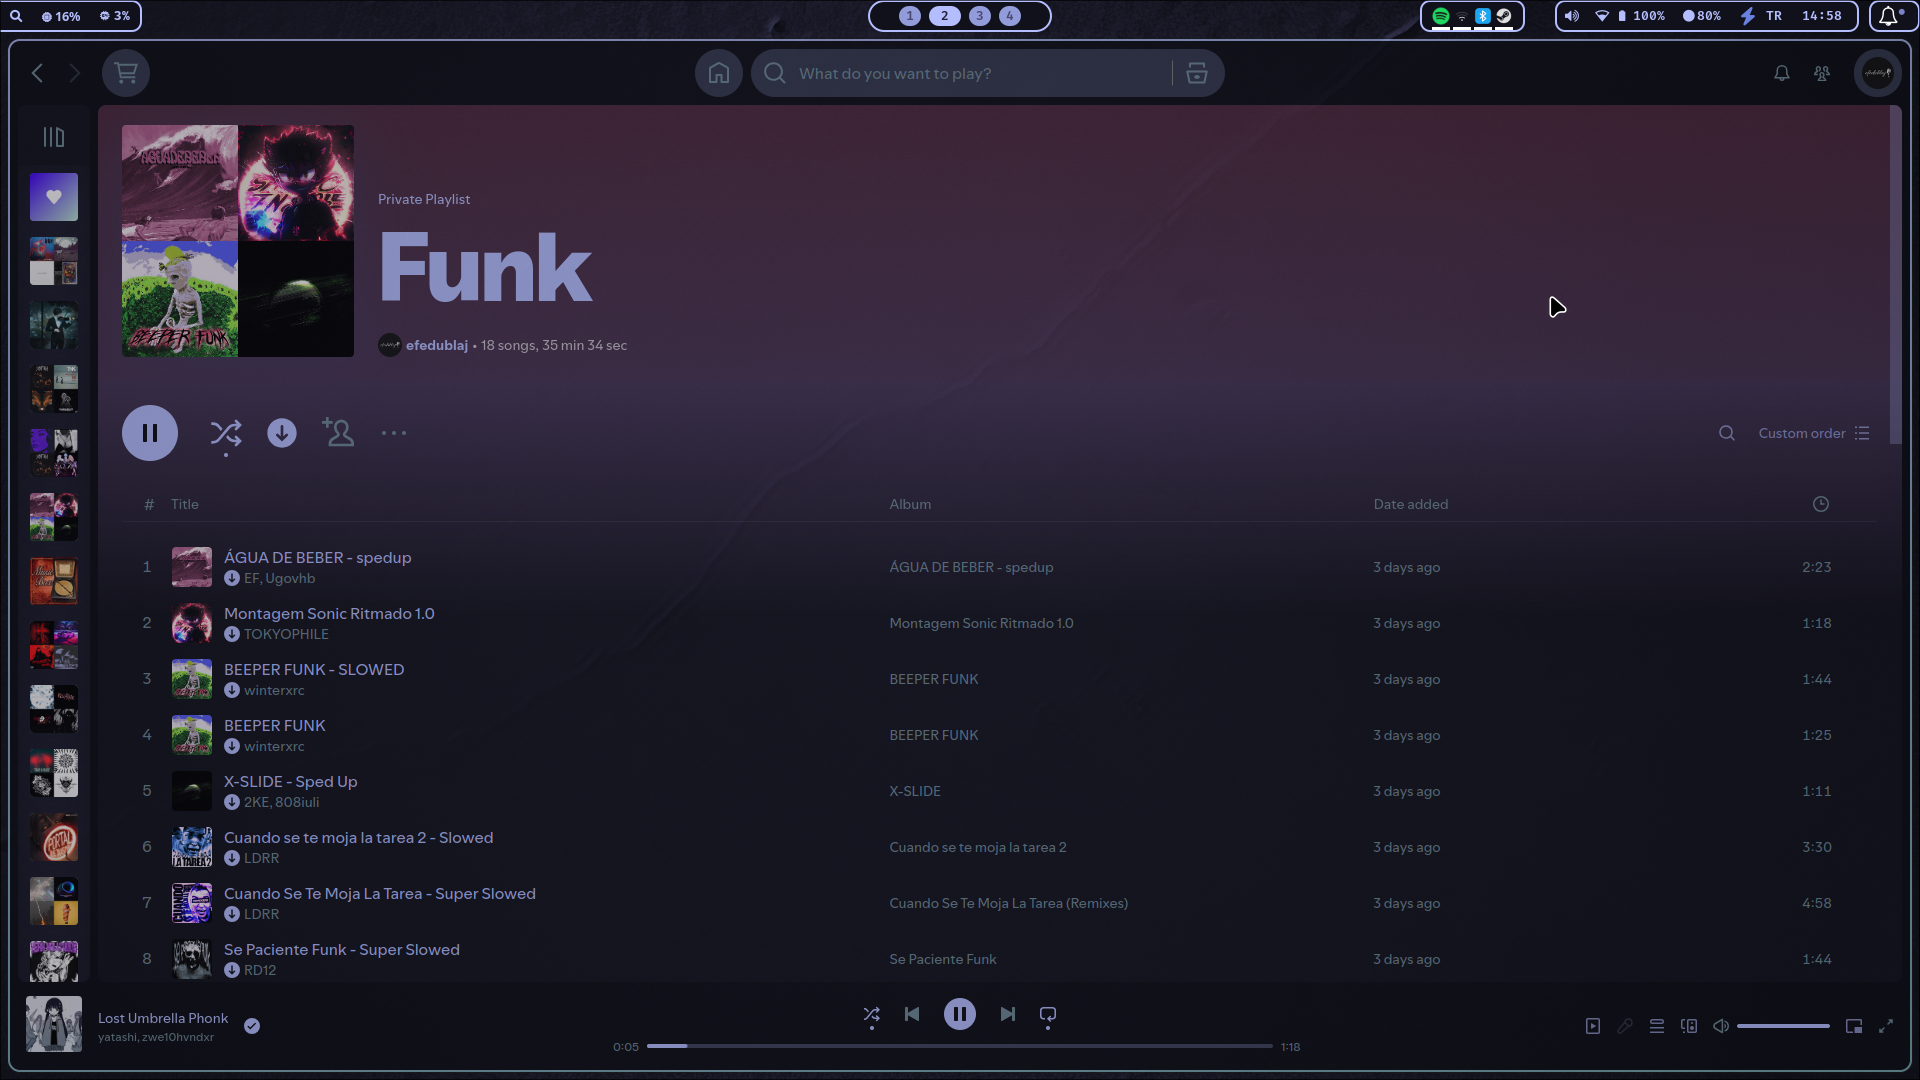 16% 3%
1 2 3 4
100% 80% TR 14:58
What do you want to play?
Private Playlist
Funk
efedublaj • 18 songs, 35 min 34 sec
Custom order
# Title Album Date added
1 ÁGUA DE BEBER - spedup ÁGUA DE BEBER - spedup 3 days ago 2:23
EF, Ugovhb
2 Montagem Sonic Ritmado 1.0 Montagem Sonic Ritmado 1.0 3 days ago 1:18
TOKYOPHILE
3 BEEPER FUNK - SLOWED BEEPER FUNK 3 days ago 1:44
winterxrc
4 BEEPER FUNK BEEPER FUNK 3 days ago 1:25
winterxrc
5 X-SLIDE - Sped Up X-SLIDE 3 days ago 1:11
2KE, 808iuli
6 Cuando se te moja la tarea 2 - Slowed Cuando se te moja la tarea 2 3 days ago 3:30
LDRR
7 Cuando Se Te Moja La Tarea - Super Slowed Cuando Se Te Moja La Tarea (Remixes) 3 days ago 4:58
LDRR
8 Se Paciente Funk - Super Slowed Se Paciente Funk 3 days ago 1:44
RD12
Lost Umbrella Phonk
yatashi, zwe10hvndxr
0:05 1:18